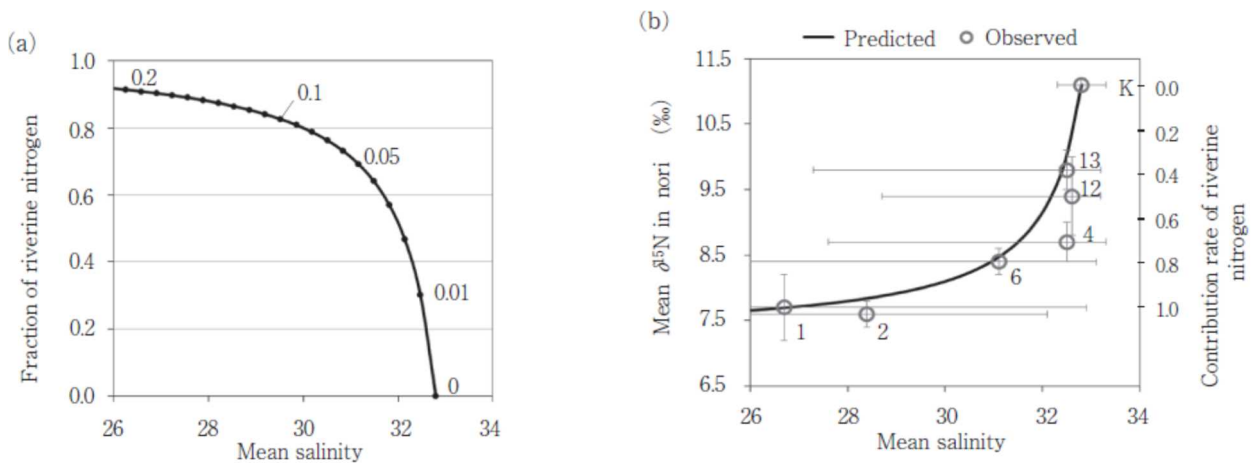 (a)
1.0
0.8
0.6
0.4
0.2
0.0
Fraction of riverine nitrogen
0.2
0.1
0.05
0.01
0
26 28 30 32 34
Mean salinity
(b)
Predicted Observed
11.5
10.5
9.5
8.5
7.5
6.5
Mean δ¹⁵N in nori (‰)
K
13
12
4
6
1
2
0.0
0.2
0.4
0.6
0.8
1.0
Contribution rate of riverine
nitrogen
26 28 30 32 34
Mean salinity